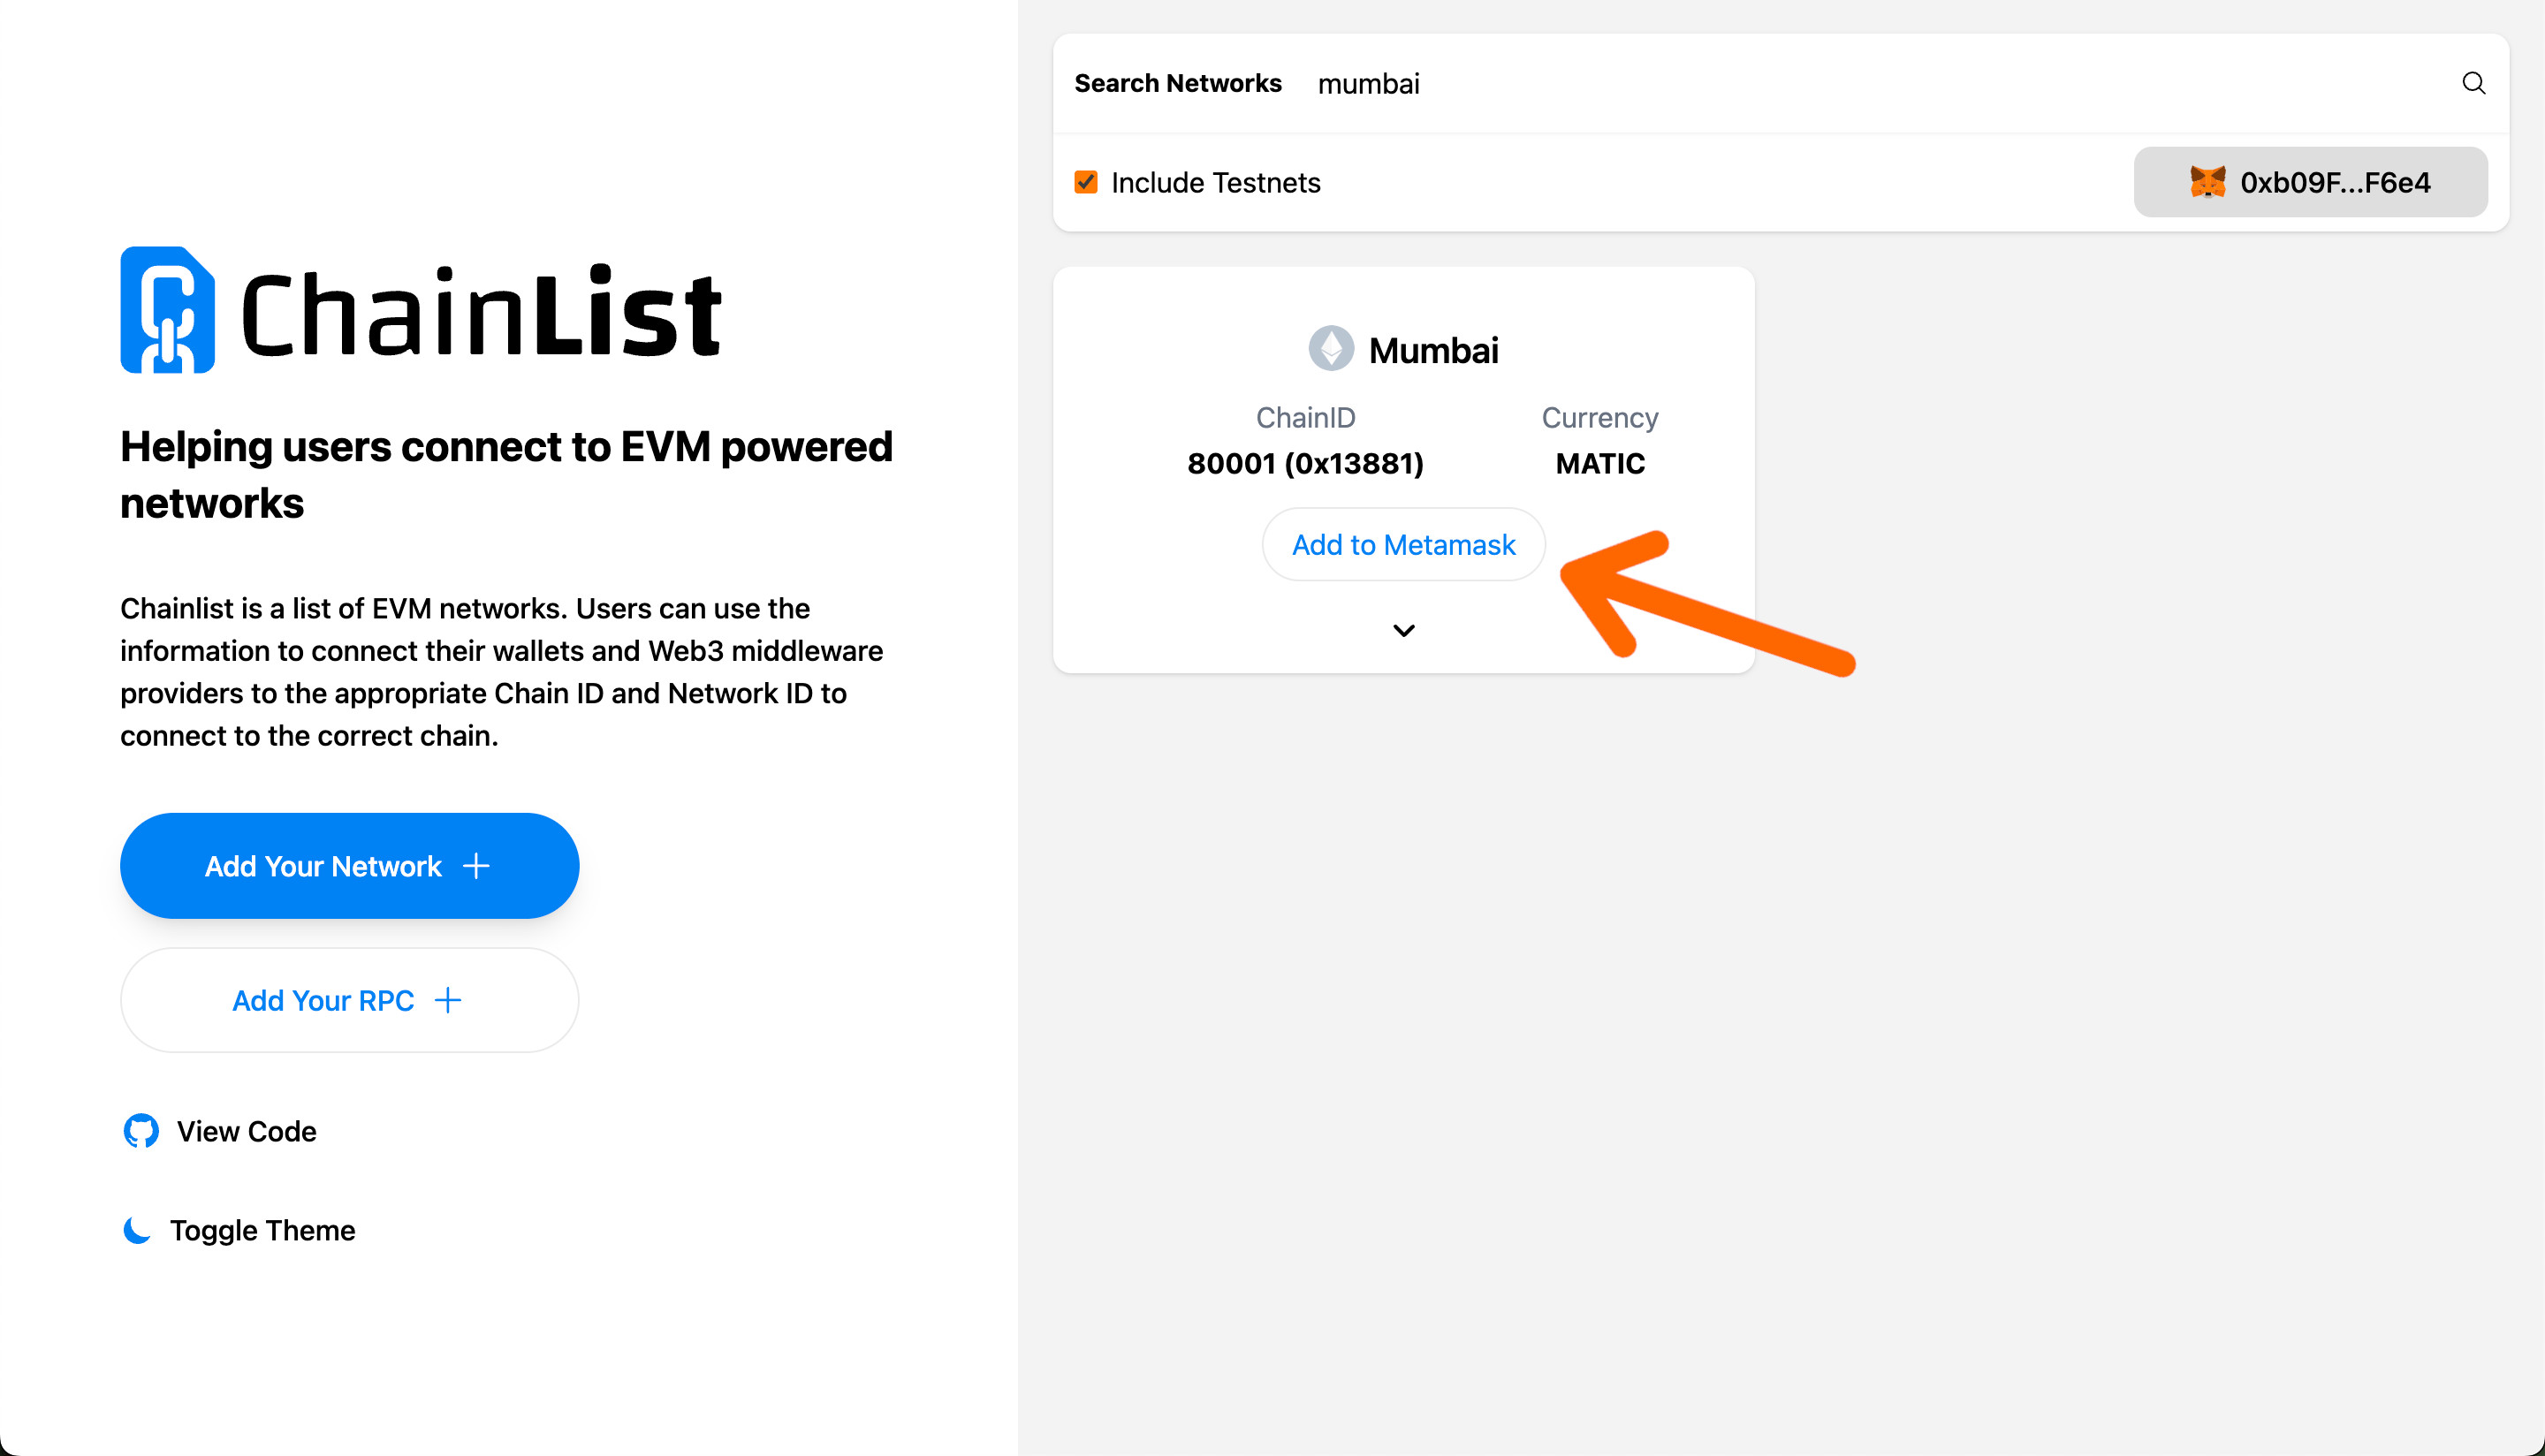 ChainList
Helping users connect to EVM powered
networks
Chainlist is a list of EVM networks. Users can use the
information to connect their wallets and Web3 middleware
providers to the appropriate Chain ID and Network ID to
connect to the correct chain.
Add Your Network
Add Your RPC
View Code
Toggle Theme
Search Networks mumbai
Include Testnets 0xb09F...F6e4
Mumbai
ChainID Currency
80001 (0x13881) MATIC
Add to Metamask